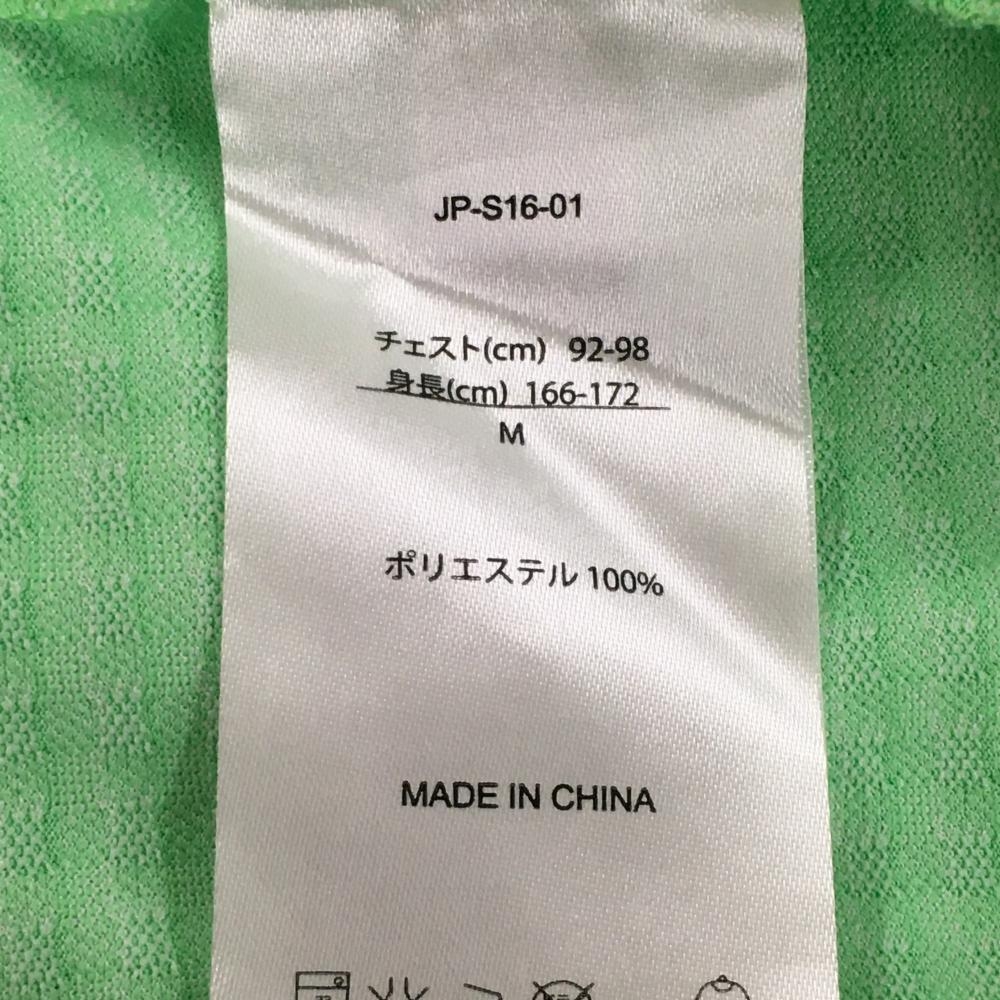 JP-S16-01
チェスト(cm) 92-98
身長(cm) 166-172
M
ポリエステル 100%
MADE IN CHINA